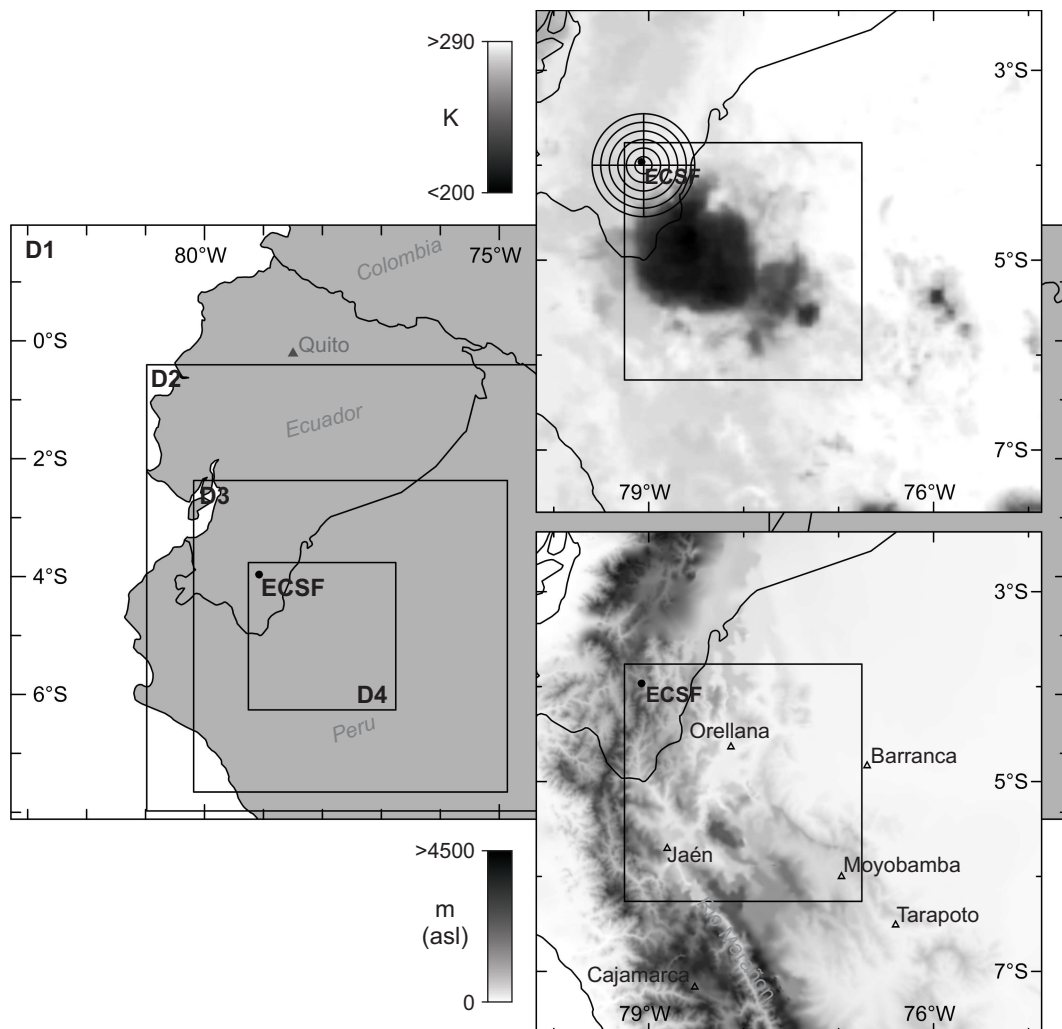 >290
K
<200
3°S
5°S
7°S
79°W
76°W
ECSF
D1
80°W
75°W
Colombia
0°S
Quito
D2
Ecuador
2°S
D3
4°S
ECSF
6°S
D4
Peru
>4500
m
(asl)
0
3°S
ECSF
Orellana
Barranca
5°S
Jaén
Moyobamba
Tarapoto
Río Marañón
Cajamarca
7°S
79°W
76°W